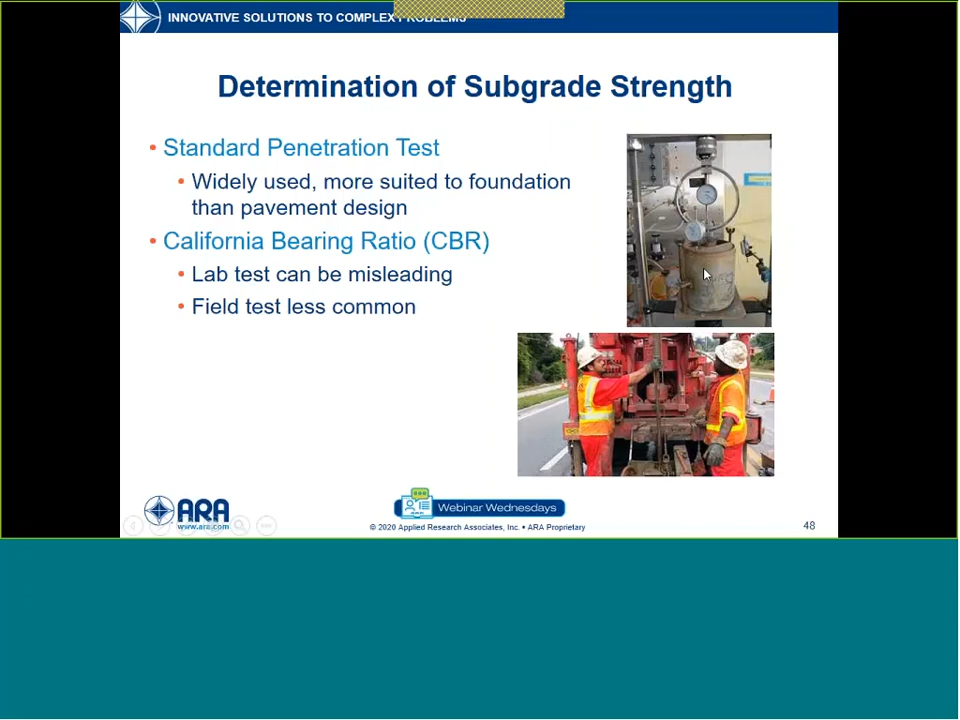 INNOVATIVE SOLUTIONS TO COMPLEX PROBLEMS
Determination of Subgrade Strength
• Standard Penetration Test
• Widely used, more suited to foundation
than pavement design
• California Bearing Ratio (CBR)
• Lab test can be misleading
• Field test less common
ARA
www.ara.com
Webinar Wednesdays
© 2020 Applied Research Associates, Inc. • ARA Proprietary
48